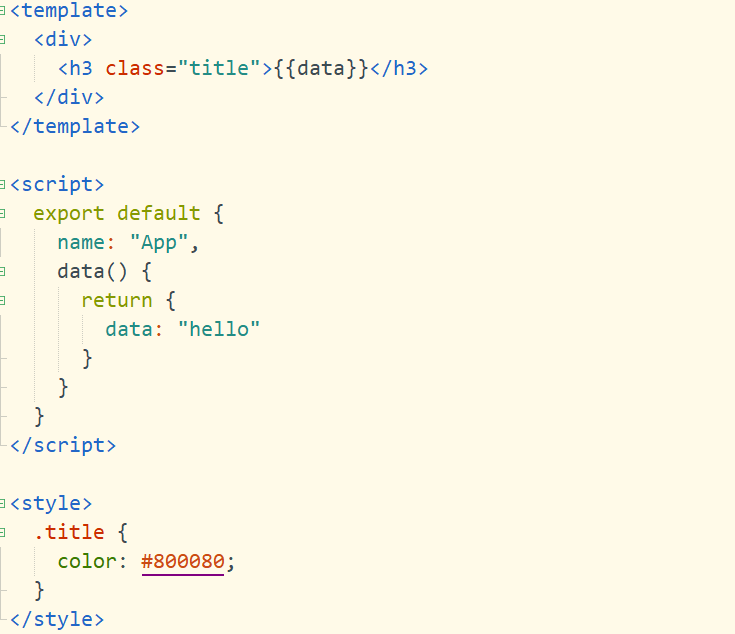 <template>
  <div>
    <h3 class="title">{{data}}</h3>
  </div>
</template>

<script>
  export default {
    name: "App",
    data() {
      return {
        data: "hello"
      }
    }
  }
</script>

<style>
  .title {
    color: #800080;
  }
</style>